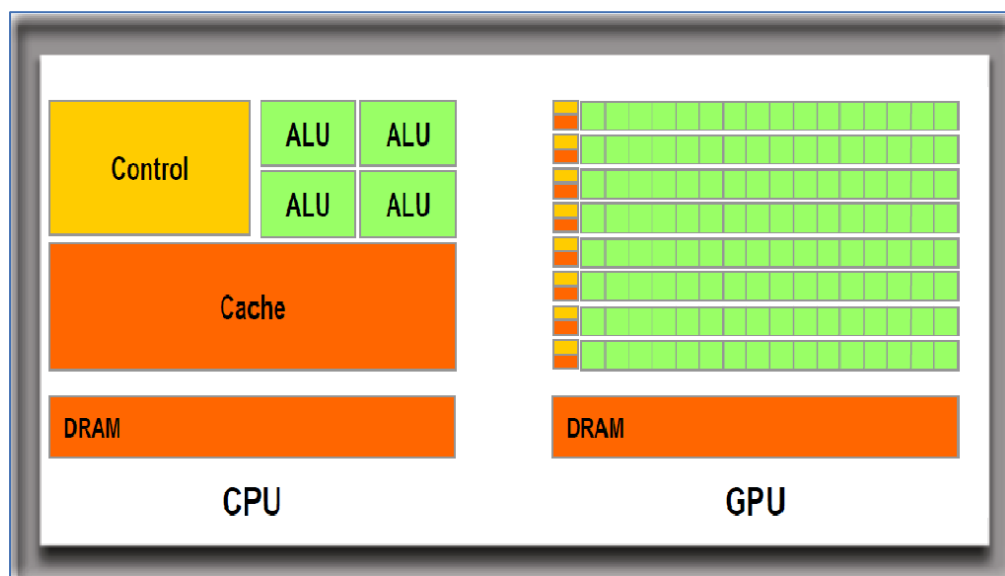 Control
ALU ALU
ALU ALU
Cache
DRAM
CPU
DRAM
GPU